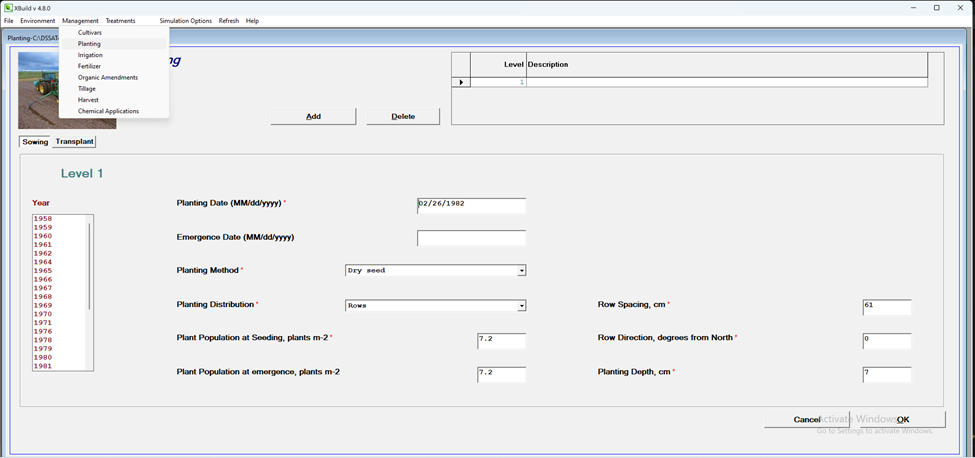 XBuild v 4.8.0
File Environment Management Treatments Simulation Options Refresh Help
Planting-C:\DSSAT
Cultivars
Planting
Irrigation
Fertilizer
Organic Amendments
Tillage
Harvest
Chemical Applications
ng
Level Description
1
Add Delete
Sowing Transplant
Level 1
Year
1958
1959
1960
1961
1962
1964
1965
1966
1967
1968
1969
1970
1971
1976
1978
1979
1980
1981
Planting Date (MM/dd/yyyy) * 02/26/1982
Emergence Date (MM/dd/yyyy)
Planting Method * Dry seed
Planting Distribution * Rows
Row Spacing, cm * 61
Plant Population at Seeding, plants m-2 * 7.2
Row Direction, degrees from North * 0
Plant Population at emergence, plants m-2 7.2
Planting Depth, cm * 7
Cancel OK
Activate Windows
Go to Settings to activate Windows.